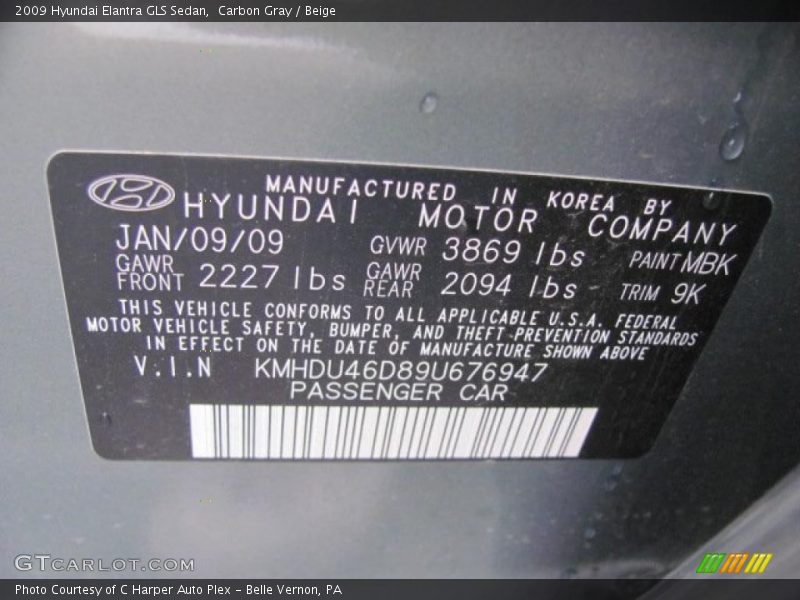 2009 Hyundai Elantra GLS Sedan,  Carbon Gray / Beige
MANUFACTURED IN KOREA BY
HYUNDAI MOTOR COMPANY
JAN/09/09 GVWR 3869 lbs PAINT MBK
GAWR FRONT 2227 lbs GAWR REAR 2094 lbs TRIM 9K
THIS VEHICLE CONFORMS TO ALL APPLICABLE U.S.A. FEDERAL
MOTOR VEHICLE SAFETY, BUMPER, AND THEFT PREVENTION STANDARDS
IN EFFECT ON THE DATE OF MANUFACTURE SHOWN ABOVE
V.I.N KMHDU46D89U676947
PASSENGER CAR
GTCARLOT.COM
Photo Courtesy of C Harper Auto Plex - Belle Vernon, PA